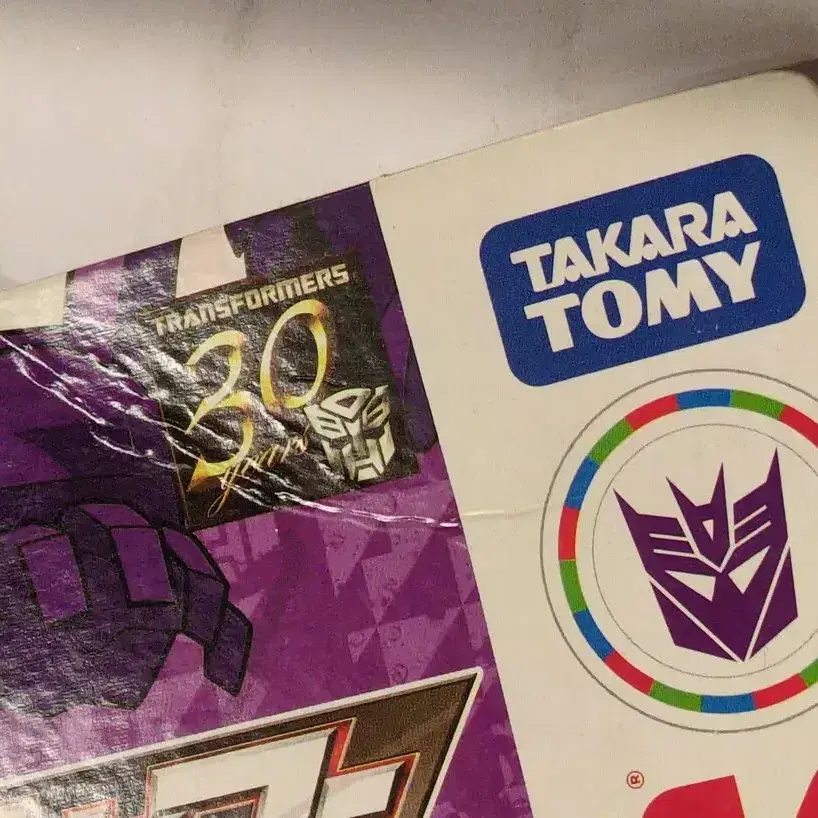 TRANSFORMERS
30
years
TAKARA
TOMY
®